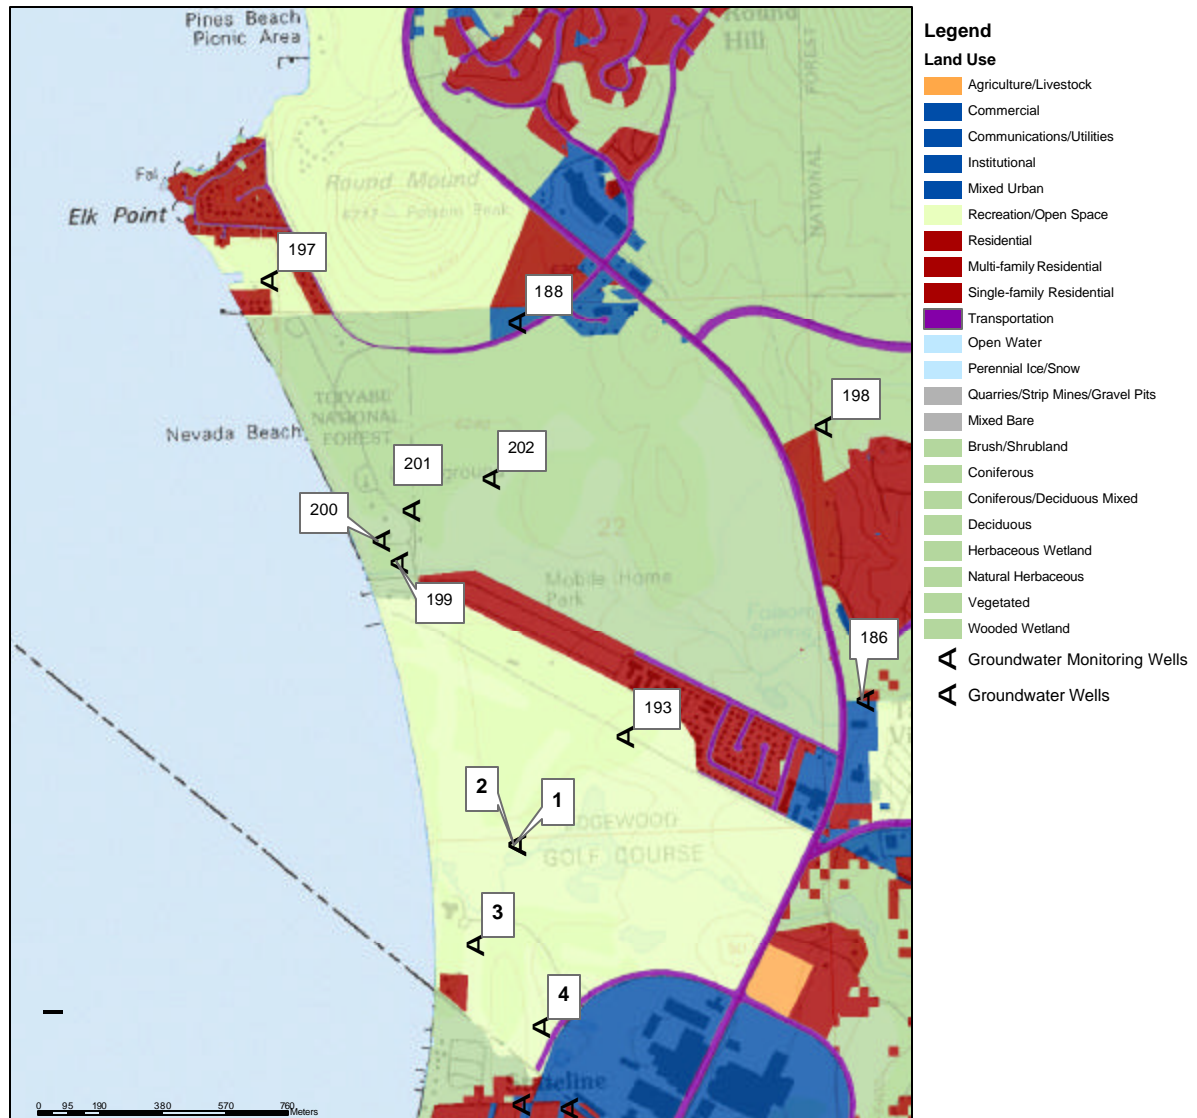 Pines Beach
Picnic Area
Round
Hill
FOREST
NATIONAL
Round Mound
Elk Point
197
188
198
TOIYABE
NATIONAL
FOREST
Nevada Beach
202
201
200
22
Mobile Home
Park
199
Folsom
Spring
186
193
2
1
EDGEWOOD
GOLF COURSE
3
4
Stateline
0 95 190 380 570 760
Meters
Legend
Land Use
Agriculture/Livestock
Commercial
Communications/Utilities
Institutional
Mixed Urban
Recreation/Open Space
Residential
Multi-family Residential
Single-family Residential
Transportation
Open Water
Perennial Ice/Snow
Quarries/Strip Mines/Gravel Pits
Mixed Bare
Brush/Shrubland
Coniferous
Coniferous/Deciduous Mixed
Deciduous
Herbaceous Wetland
Natural Herbaceous
Vegetated
Wooded Wetland
Groundwater Monitoring Wells
Groundwater Wells